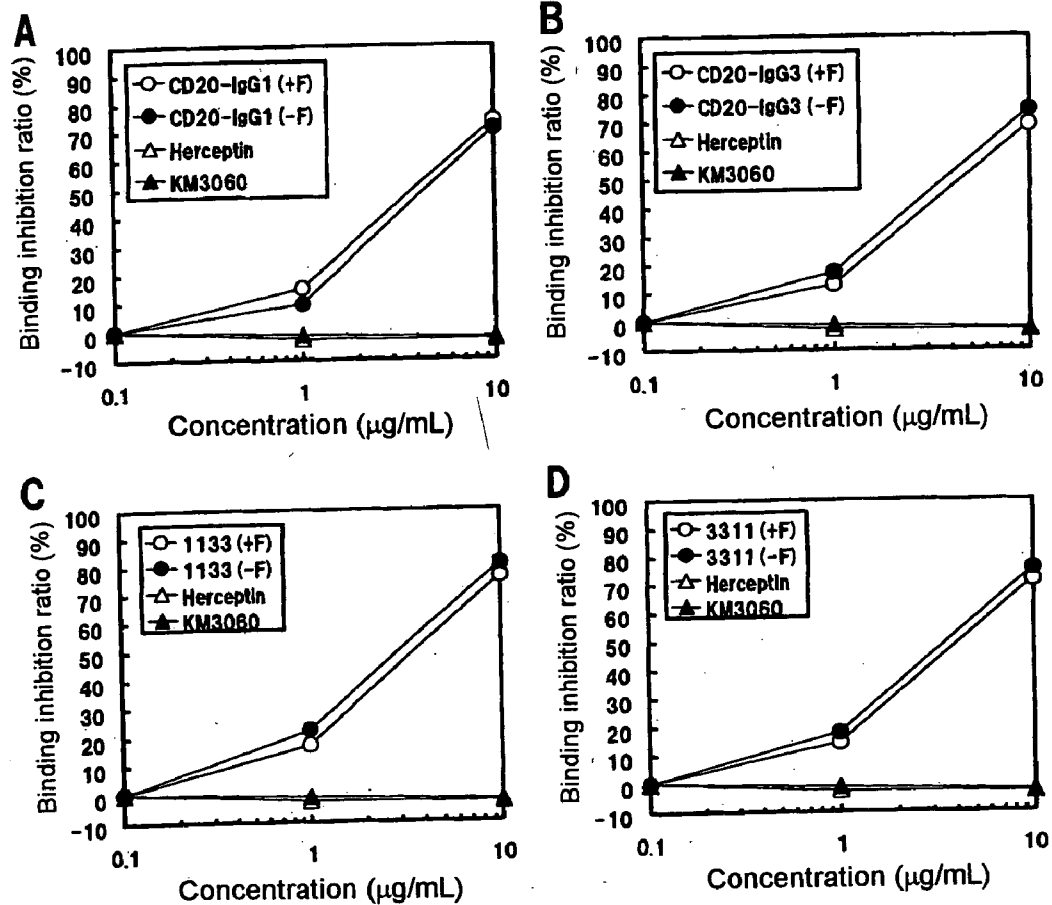 A
Binding inhibition ratio (%)
100
90
80
70
60
50
40
30
20
10
0
-10
CD20-IgG1 (+F)
CD20-IgG1 (-F)
Herceptin
KM3060
0.1
1
10
Concentration (μg/mL)
B
Binding inhibition ratio (%)
100
90
80
70
60
50
40
30
20
10
0
-10
CD20-IgG3 (+F)
CD20-IgG3 (-F)
Herceptin
KM3060
0.1
1
10
Concentration (μg/mL)
C
Binding inhibition ratio (%)
100
90
80
70
60
50
40
30
20
10
0
-10
1133 (+F)
1133 (-F)
Herceptin
KM3060
0.1
1
10
Concentration (μg/mL)
D
Binding inhibition ratio (%)
100
90
80
70
60
50
40
30
20
10
0
-10
3311 (+F)
3311 (-F)
Herceptin
KM3060
0.1
1
10
Concentration (μg/mL)